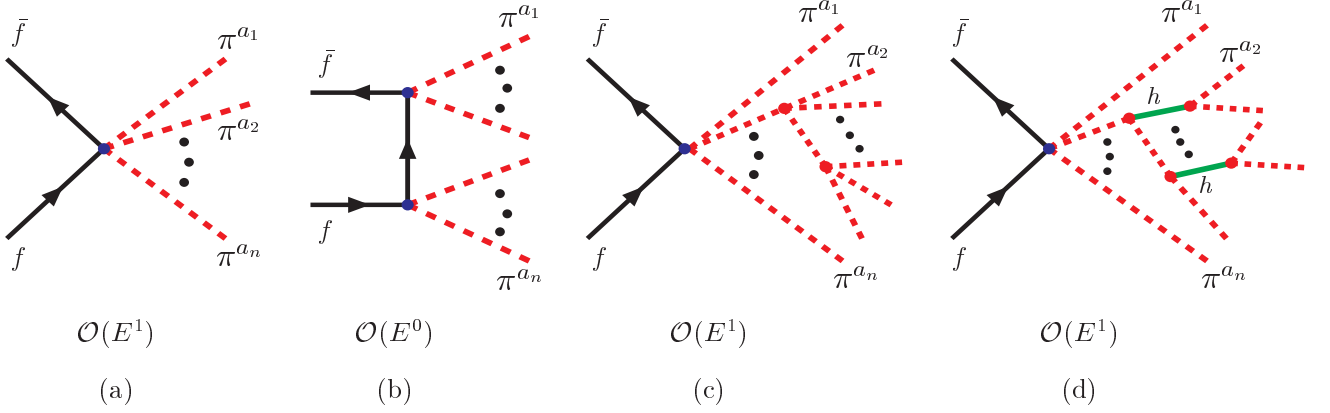 f̄ π^{a_1} π^{a_2} π^{a_n} f
O(E^1)
(a)
f̄ π^{a_1} f π^{a_n}
O(E^0)
(b)
f̄ π^{a_1} π^{a_2} π^{a_n} f
O(E^1)
(c)
f̄ π^{a_1} π^{a_2} h h π^{a_n} f
O(E^1)
(d)